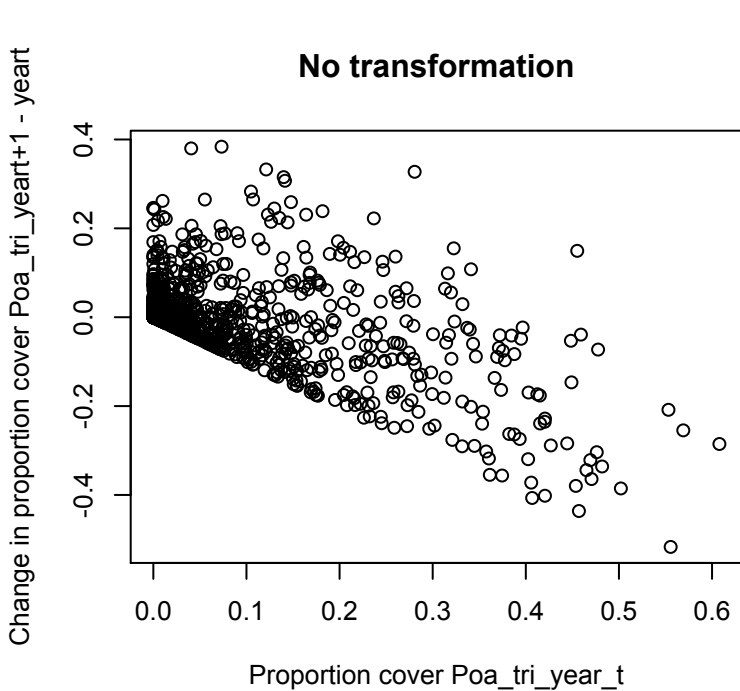 No transformation
Change in proportion cover Poa_tri_yeart+1 - yeart
0.4
0.2
0.0
-0.2
-0.4
0.0 0.1 0.2 0.3 0.4 0.5 0.6
Proportion cover Poa_tri_year_t